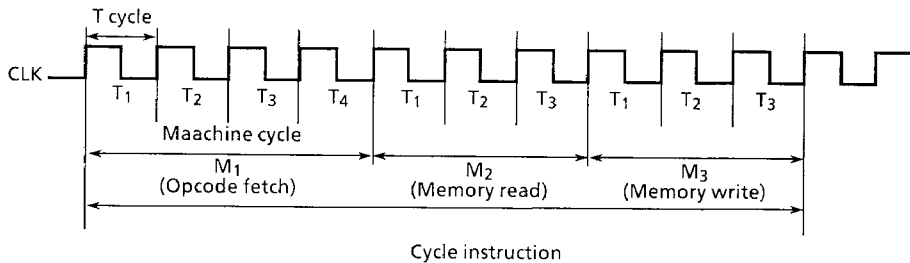 T cycle
CLK
T1 T2 T3 T4 T1 T2 T3 T1 T2 T3
Maachine cycle
M1 M2 M3
(Opcode fetch) (Memory read) (Memory write)
Cycle instruction